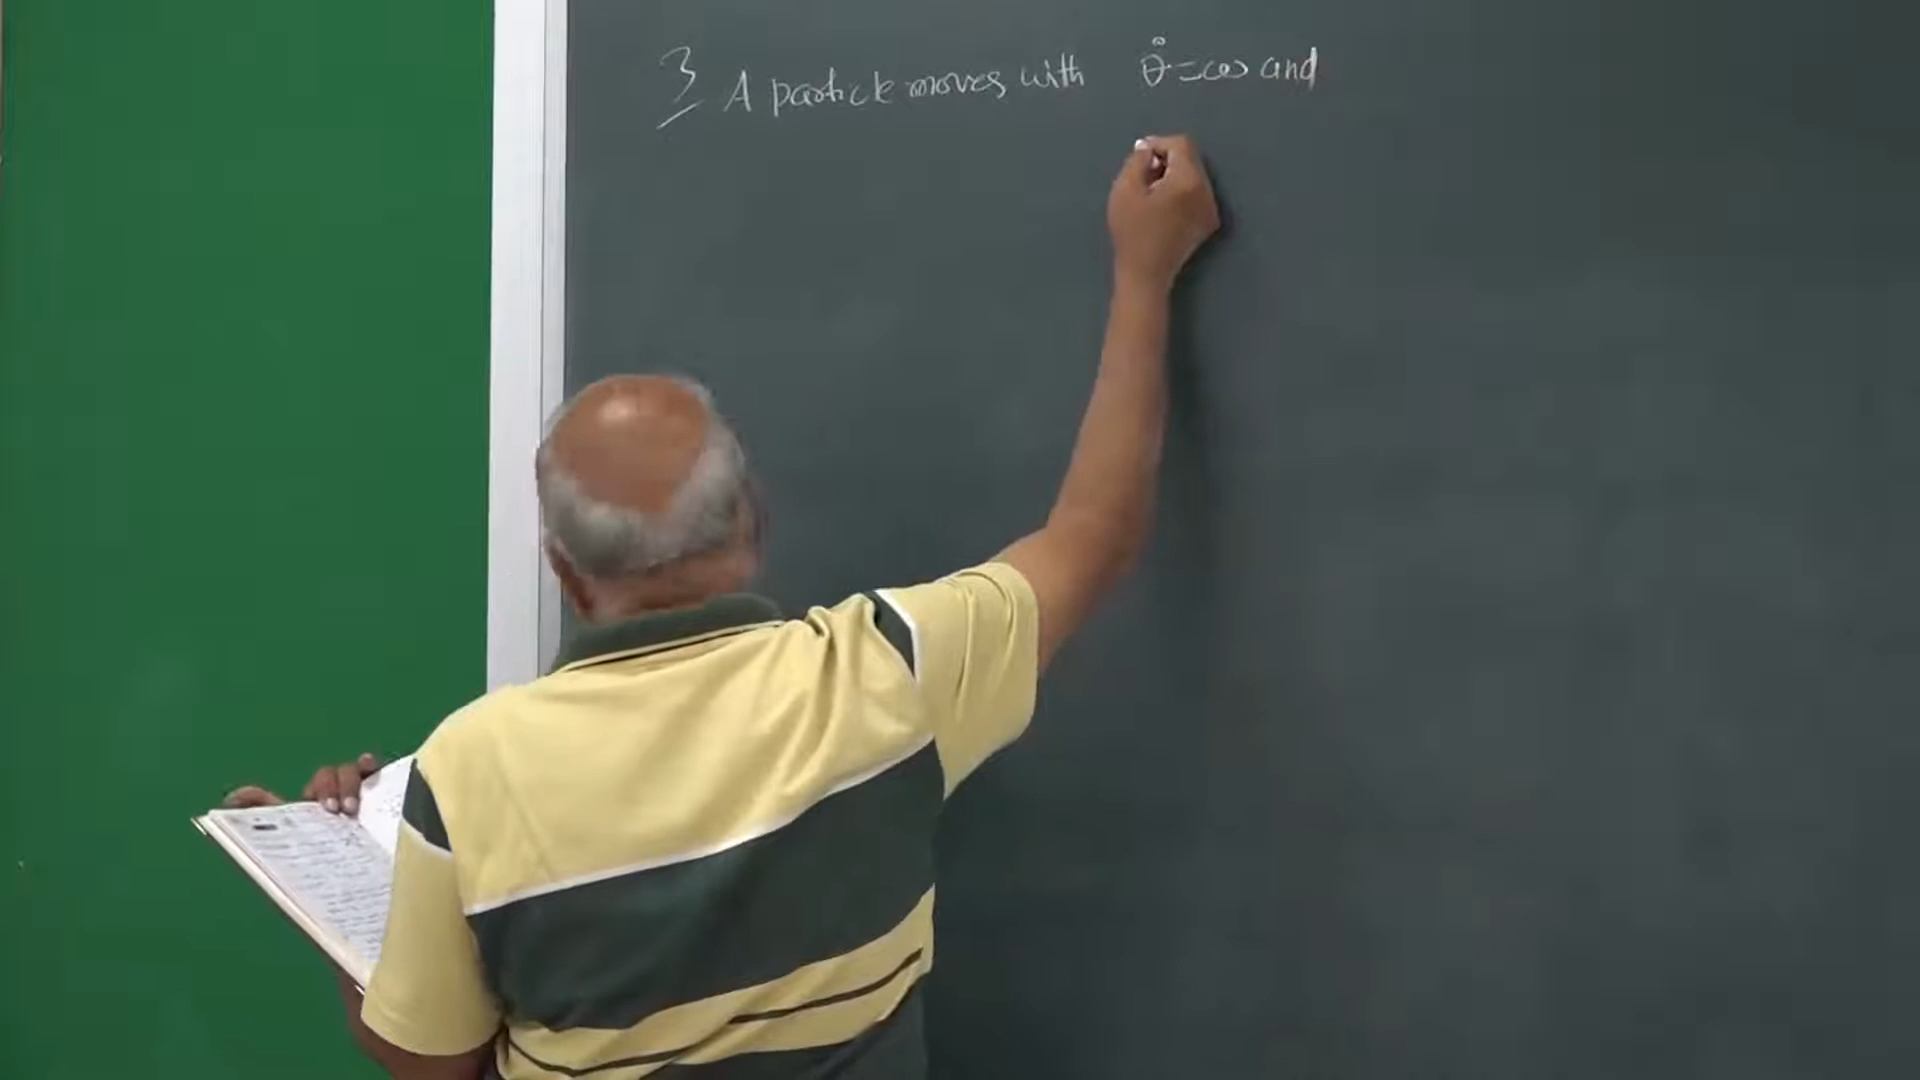 3 A particle moves with θ̇ = ω and